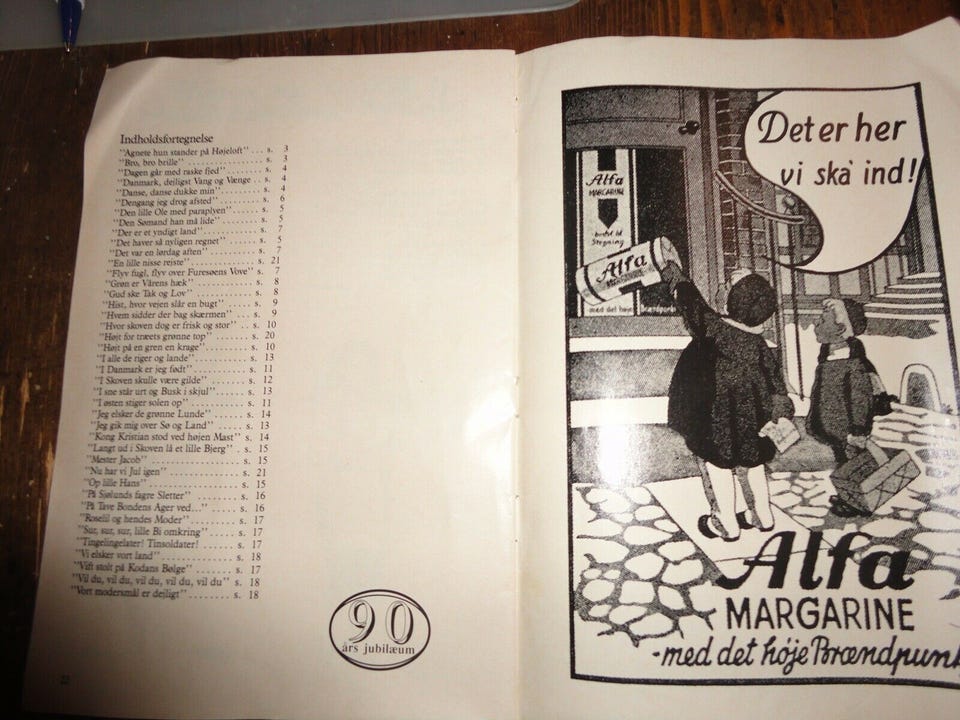 Indholdsfortegnelse
"Agnete hun stander på Højeloft" ... s. 3
"Bro, bro brille" .................. s. 3
"Dagen går med raske fjed" ........ s. 4
"Danmark, dejligst Vang og Vænge .. s. 4
"Danse, danse dukke min" .......... s. 4
"Dengang jeg drog afsted" ......... s. 6
"Den lille Ole med paraplyen" ..... s. 5
"Den Sømand han må lide" .......... s. 5
"Der er et yndigt land" ........... s. 7
"Det haver så nyligen regnet" ..... s. 5
"Det var en lørdag aften" ......... s. 7
"En lille nisse rejste" ........... s. 21
"Flyv fugl, flyv over Furesøens Vove" s. 7
"Grøn er Vårens hæk" .............. s. 8
"Gud ske Tak og Lov" .............. s. 8
"Hist, hvor vejen slår en bugt" ... s. 9
"Hvem sidder der bag skærmen" ..... s. 9
"Hvor skoven dog er frisk og stor" .. s. 10
"Højt for træets grønne top" ...... s. 20
"Højt på en gren en krage" ........ s. 10
"I alle de riger og lande" ........ s. 13
"I Danmark er jeg født" ........... s. 11
"I Skoven skulle være gilde" ...... s. 12
"I sne står urt og Busk i skjul" ... s. 13
"I østen stiger solen op" ......... s. 11
"Jeg elsker de grønne Lunde" ...... s. 14
"Jeg gik mig over Sø og Land" ..... s. 13
"Kong Kristian stod ved højen Mast" s. 14
"Langt ud i Skoven lå et lille Bjerg" . s. 15
"Mester Jacob" .................... s. 15
"Nu har vi Jul igen" .............. s. 21
"Op lille Hans" ................... s. 15
"På Sjølunds fagre Sletter" ....... s. 16
"På Tave Bondens Ager ved..." ..... s. 16
"Roselil og hendes Moder" ......... s. 17
"Sur, sur, sur, lille Bi omkring" .. s. 17
"Tingelingelater! Tinsoldater! .... s. 17
"Vi elsker vort land" ............. s. 18
"Vift stolt på Kodans Bølge" ...... s. 17
"Vil du, vil du, vil du, vil du, vil du" s. 18
"Vort modersmål er dejligt" ....... s. 18
90
års jubilæum
22
Det er her
vi ska' ind!
Alfa
MARGARINE
bedst til
Stegning
Alfa
MARGARINE
med det høje Brændpunkt
Alfa
MARGARINE
-med det høje Brændpunk